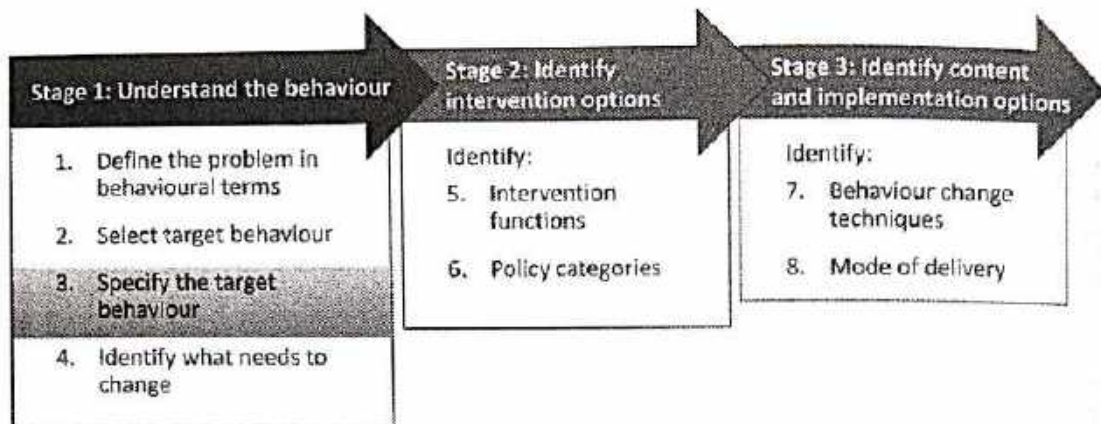 Stage 1: Understand the behaviour
1. Define the problem in
behavioural terms
2. Select target behaviour
3. Specify the target
behaviour
4. Identify what needs to
change
Stage 2: Identify
intervention options
Identify:
5. Intervention
functions
6. Policy categories
Stage 3: Identify content
and implementation options
Identify:
7. Behaviour change
techniques
8. Mode of delivery